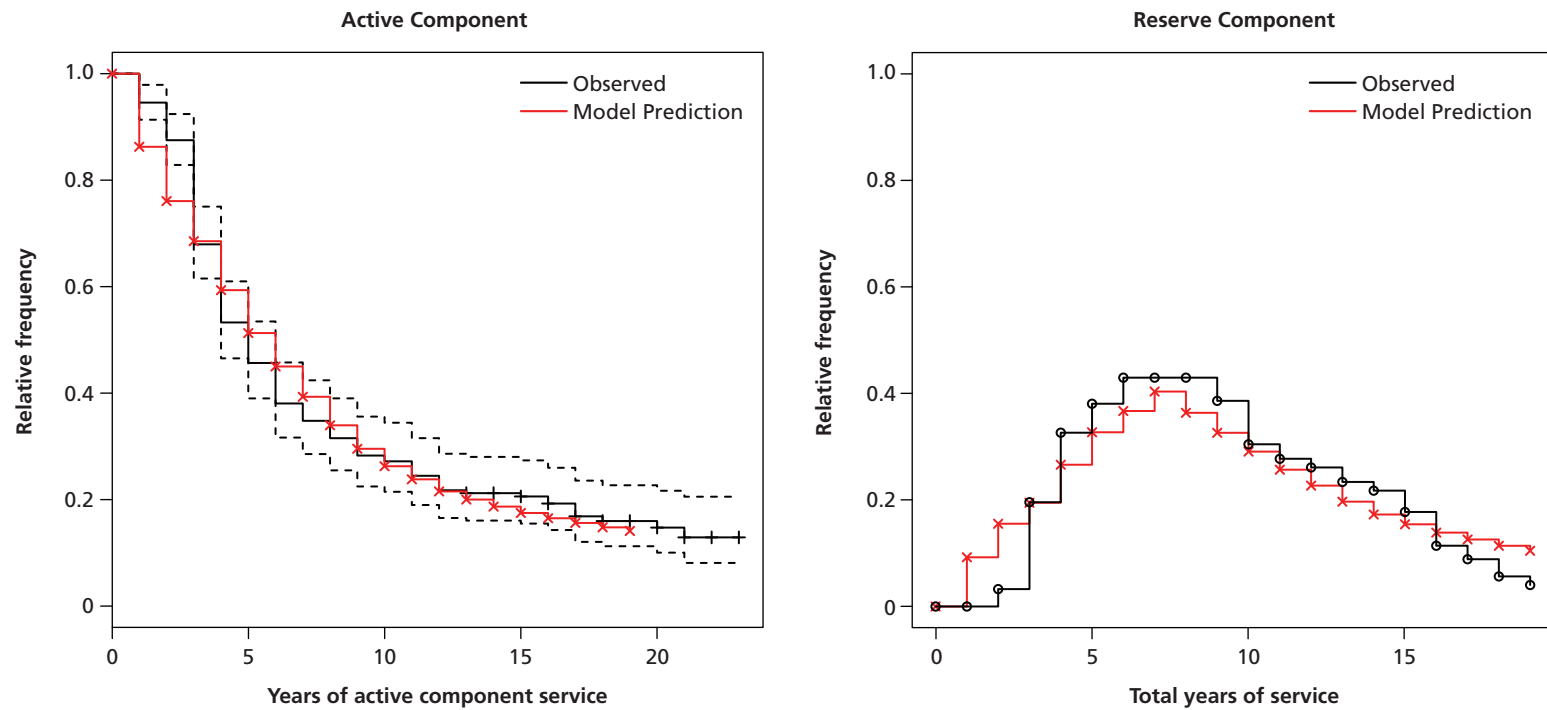 Active Component
Relative frequency
1.0
0.8
0.6
0.4
0.2
0
Observed
Model Prediction
0 5 10 15 20
Years of active component service
Reserve Component
Relative frequency
1.0
0.8
0.6
0.4
0.2
0
Observed
Model Prediction
0 5 10 15
Total years of service